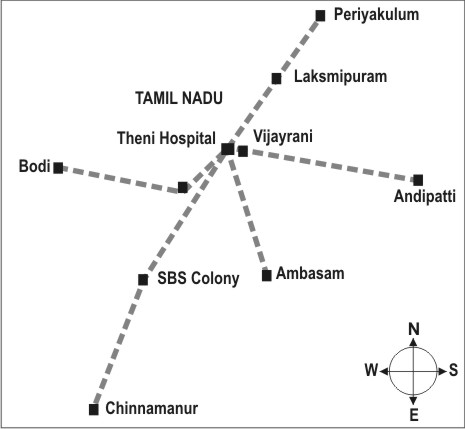 Periyakulum
Laksmipuram
TAMIL NADU
Theni Hospital
Vijayrani
Bodi
Andipatti
SBS Colony
Ambasam
Chinnamanur
N
W
S
E